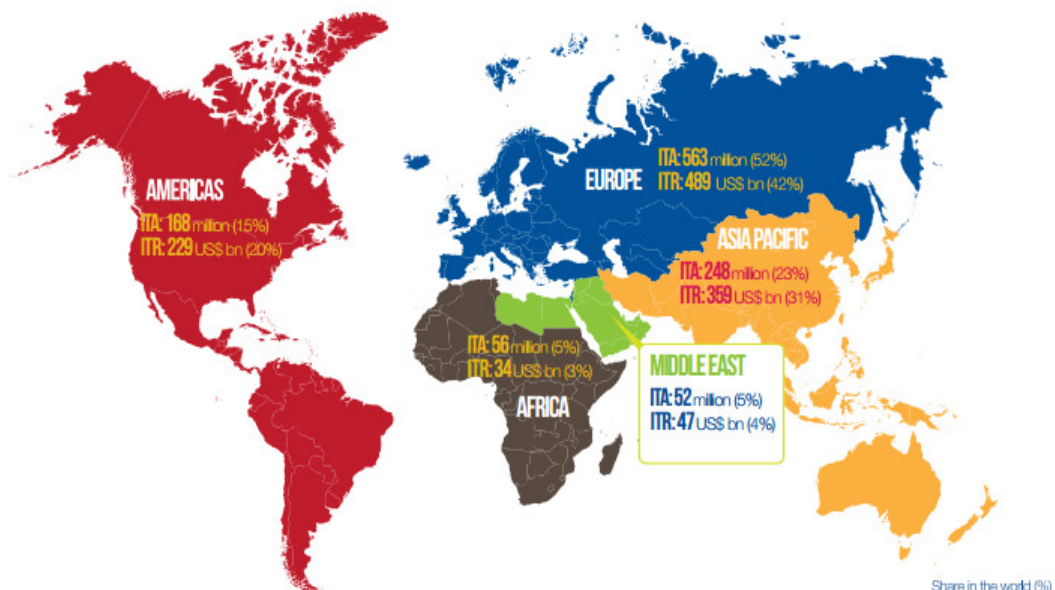 AMERICAS
ITA: 168 million (15%)
ITR: 229 US$ bn (20%)
EUROPE
ITA: 563 million (52%)
ITR: 489 US$ bn (42%)
ASIA PACIFIC
ITA: 248 million (23%)
ITR: 359 US$ bn (31%)
ITA: 56 million (5%)
ITR: 34 US$ bn (3%)
AFRICA
MIDDLE EAST
ITA: 52 million (5%)
ITR: 47 US$ bn (4%)
Share in the world (%)